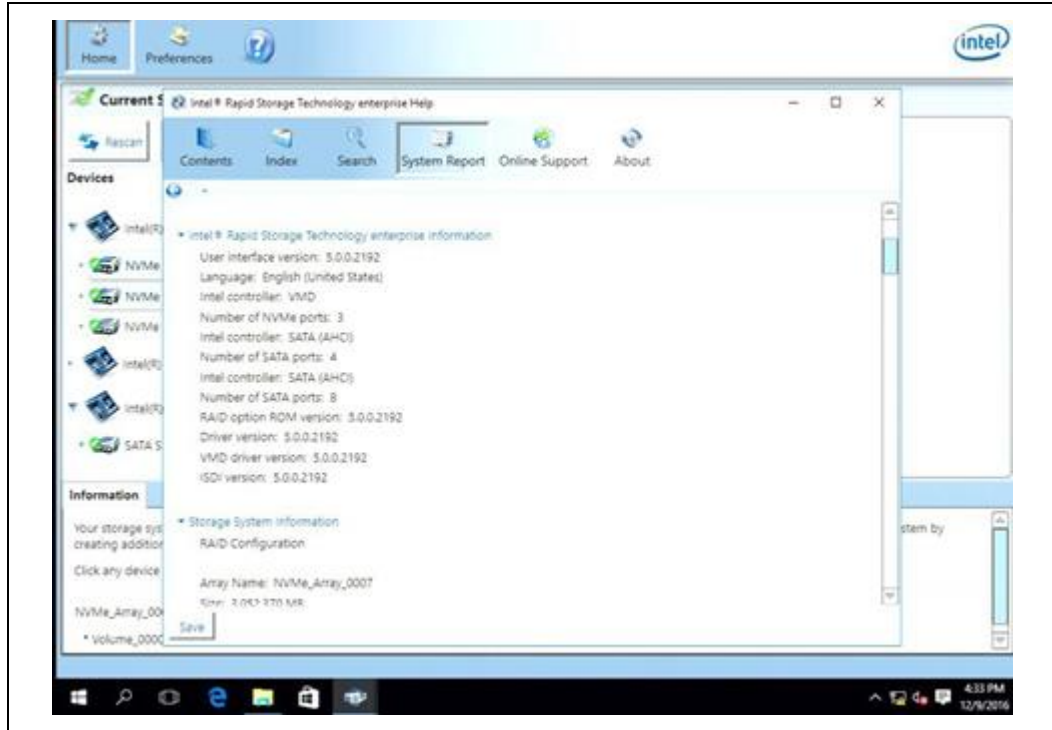 Home Preferences
intel
Current S
Intel® Rapid Storage Technology enterprise Help
Rescan
Contents Index Search System Report Online Support About
Devices
Intel(R)
NVMe
NVMe
NVMe
Intel(R)
Intel(R)
SATA S
Intel® Rapid Storage Technology enterprise information
User interface version: 5.0.0.2192
Language: English (United States)
Intel controller: VMD
Number of NVMe ports: 3
Intel controller: SATA (AHCI)
Number of SATA ports: 4
Intel controller: SATA (AHCI)
Number of SATA ports: 8
RAID option ROM version: 5.0.0.2192
Driver version: 5.0.0.2192
VMD driver version: 5.0.0.2192
ISDI version: 5.0.0.2192
Storage System Information
RAID Configuration
Array Name: NVMe_Array_0007
Size: 3,052,370 MB
Save
Information
Your storage sys
stem by
creating addition
Click any device
NVMe_Array_00
Volume_0000
4:33 PM
12/9/2016